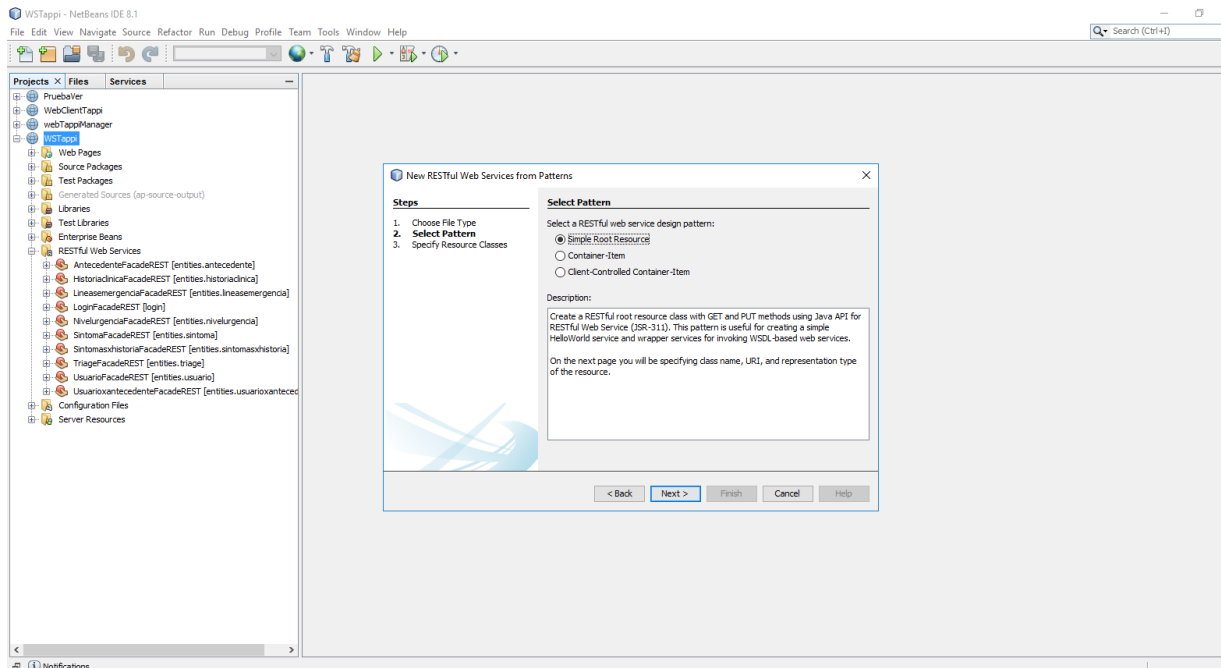 WSTappi - NetBeans IDE 8.1
File Edit View Navigate Source Refactor Run Debug Profile Team Tools Window Help
Search (Ctrl+I)
Projects Files Services
PruebaVer
WebClientTappi
webTappiManager
WSTappi
Web Pages
Source Packages
Test Packages
Generated Sources (ap-source-output)
Libraries
Test Libraries
Enterprise Beans
RESTful Web Services
AntecedenteFacadeREST [entities.antecedente]
HistoriaclinicaFacadeREST [entities.historiaclinica]
LineasemergenciaFacadeREST [entities.lineasemergencia]
LoginFacadeREST [login]
NivelurgenciaFacadeREST [entities.nivelurgencia]
SintomaFacadeREST [entities.sintoma]
SintomasxhistoriaFacadeREST [entities.sintomasxhistoria]
TriageFacadeREST [entities.triage]
UsuarioFacadeREST [entities.usuario]
UsuarioxantecedenteFacadeREST [entities.usuarioxanteced
Configuration Files
Server Resources
New RESTful Web Services from Patterns
Steps
1. Choose File Type
2. Select Pattern
3. Specify Resource Classes
Select Pattern
Select a RESTful web service design pattern:
Simple Root Resource
Container-Item
Client-Controlled Container-Item
Description:
Create a RESTful root resource class with GET and PUT methods using Java API for
RESTful Web Service (JSR-311). This pattern is useful for creating a simple
HelloWorld service and wrapper services for invoking WSDL-based web services.
On the next page you will be specifying class name, URI, and representation type
of the resource.
< Back Next > Finish Cancel Help
Notifications